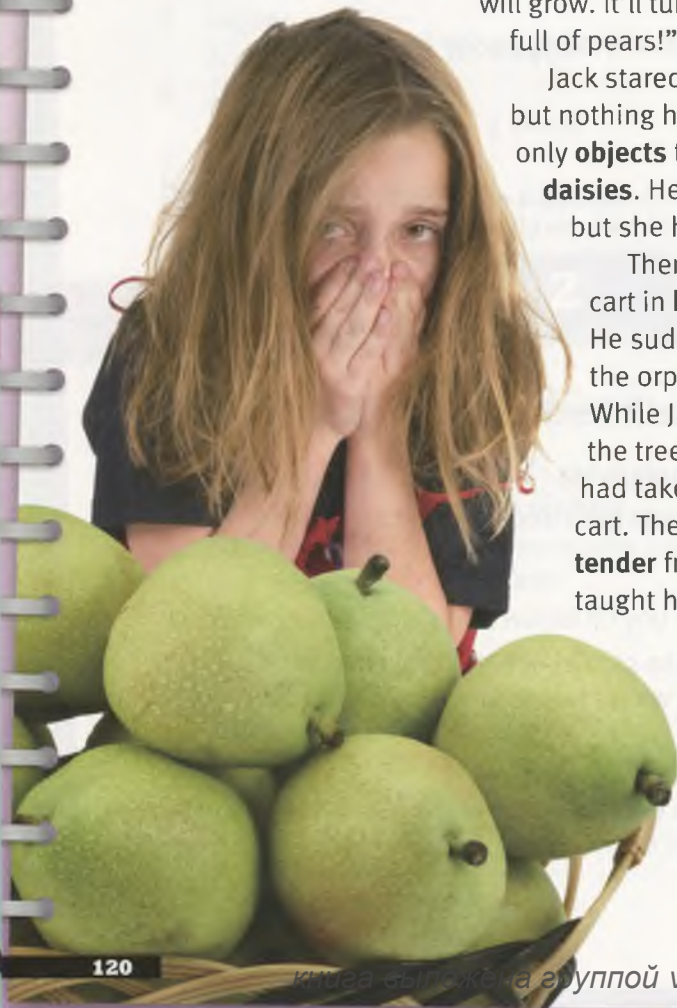 will grow. It'll tu
full of pears!"
Jack stared
but nothing h
only objects t
daisies. He
but she h
Ther
cart in
He sud
the orp
While J
the tree
had take
cart. The
tender fr
taught h
120
книга выложена группой v